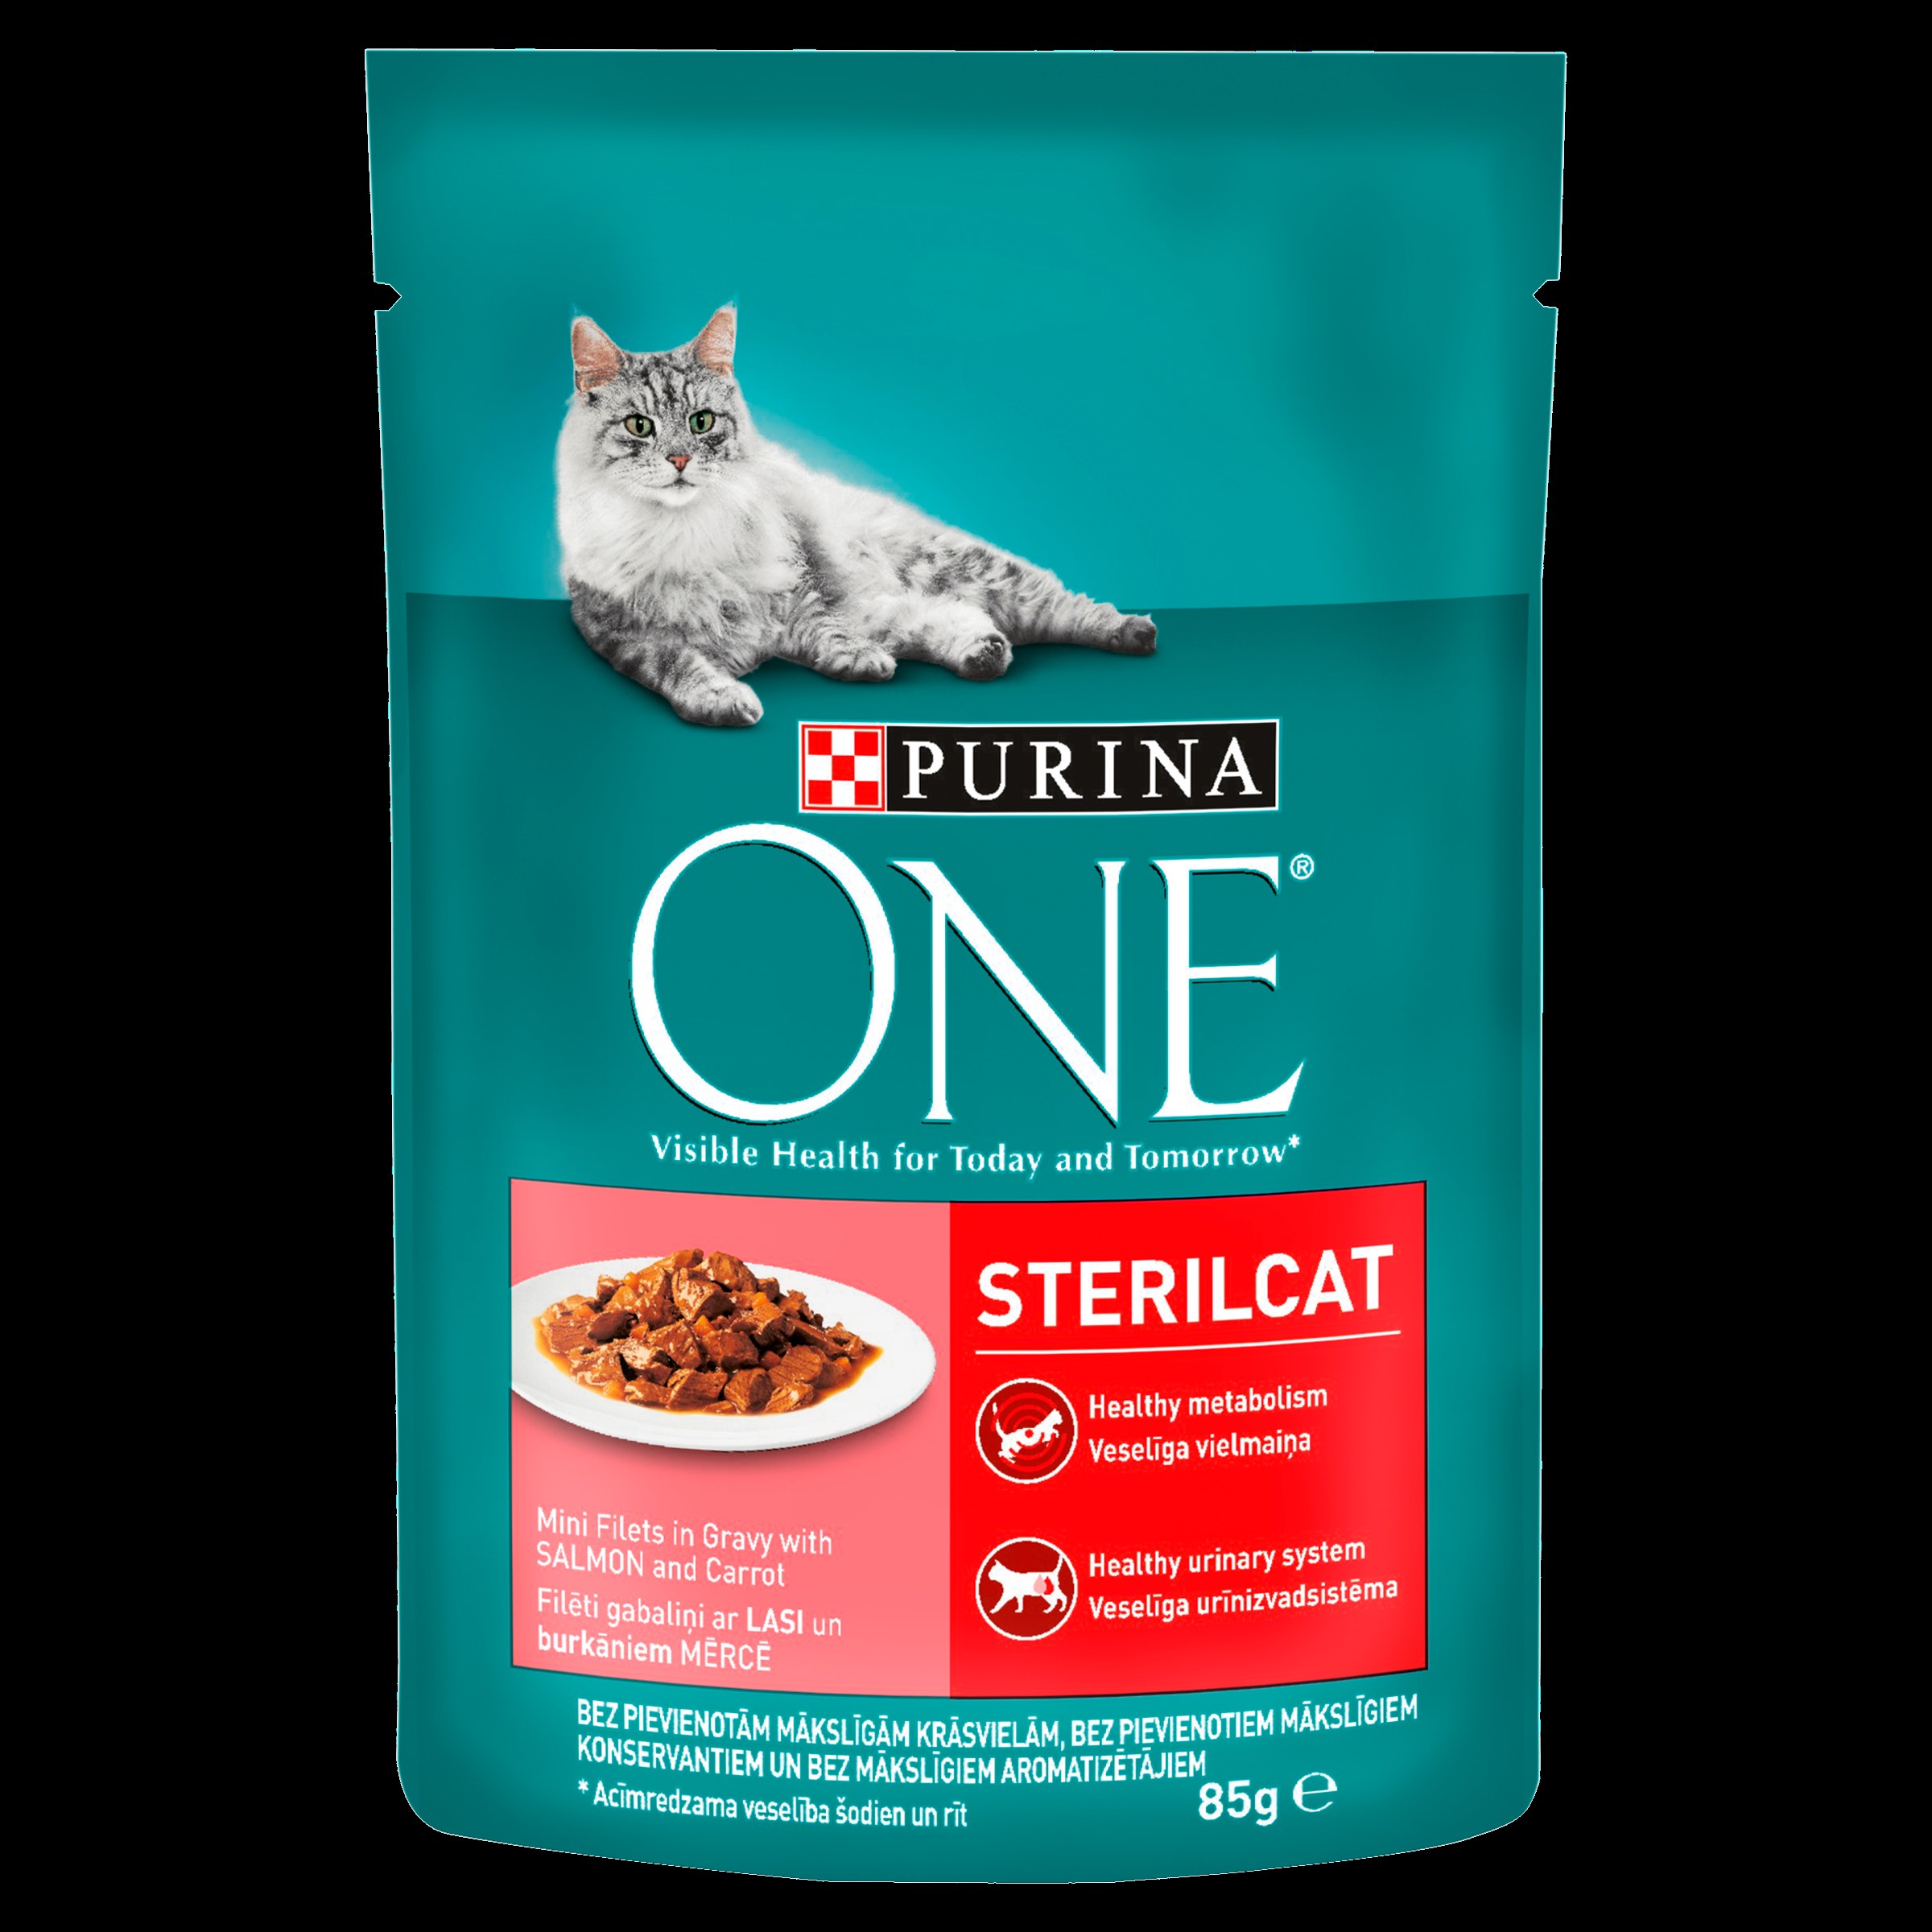 PURINA
ONE®
Visible Health for Today and Tomorrow*
STERILCAT
Healthy metabolism
Veselīga vielmaiņa
Healthy urinary system
Veselīga urīnizvadsistēma
Mini Filets in Gravy with
SALMON and Carrot
Filēti gabaliņi ar LASI un
burkāniem MĒRCĒ
BEZ PIEVIENOTĀM MĀKSLĪGĀM KRĀSVIELĀM, BEZ PIEVIENOTIEM MĀKSLĪGIEM
KONSERVANTIEM UN BEZ MĀKSLĪGIEM AROMATIZĒTĀJIEM
* Acīmredzama veselība šodien un rīt
85g ℮